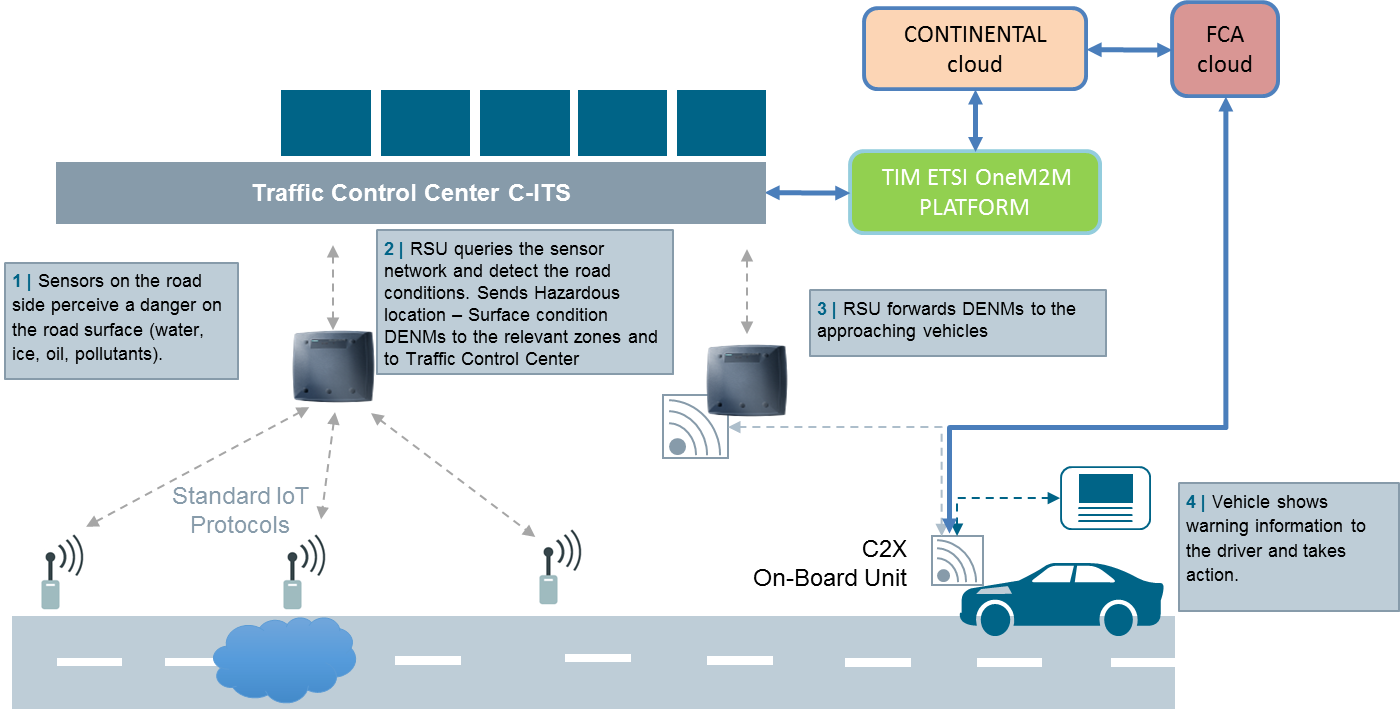 CONTINENTAL
cloud
FCA
cloud
Traffic Control Center C-ITS
TIM ETSI OneM2M
PLATFORM
1 | Sensors on the road
side perceive a danger on
the road surface (water,
ice, oil, pollutants).
2 | RSU queries the sensor
network and detect the road
conditions. Sends Hazardous
location – Surface condition
DENMs to the relevant zones and
to Traffic Control Center
3 | RSU forwards DENMs to the
approaching vehicles
Standard IoT
Protocols
C2X
On-Board Unit
4 | Vehicle shows
warning information to
the driver and takes
action.